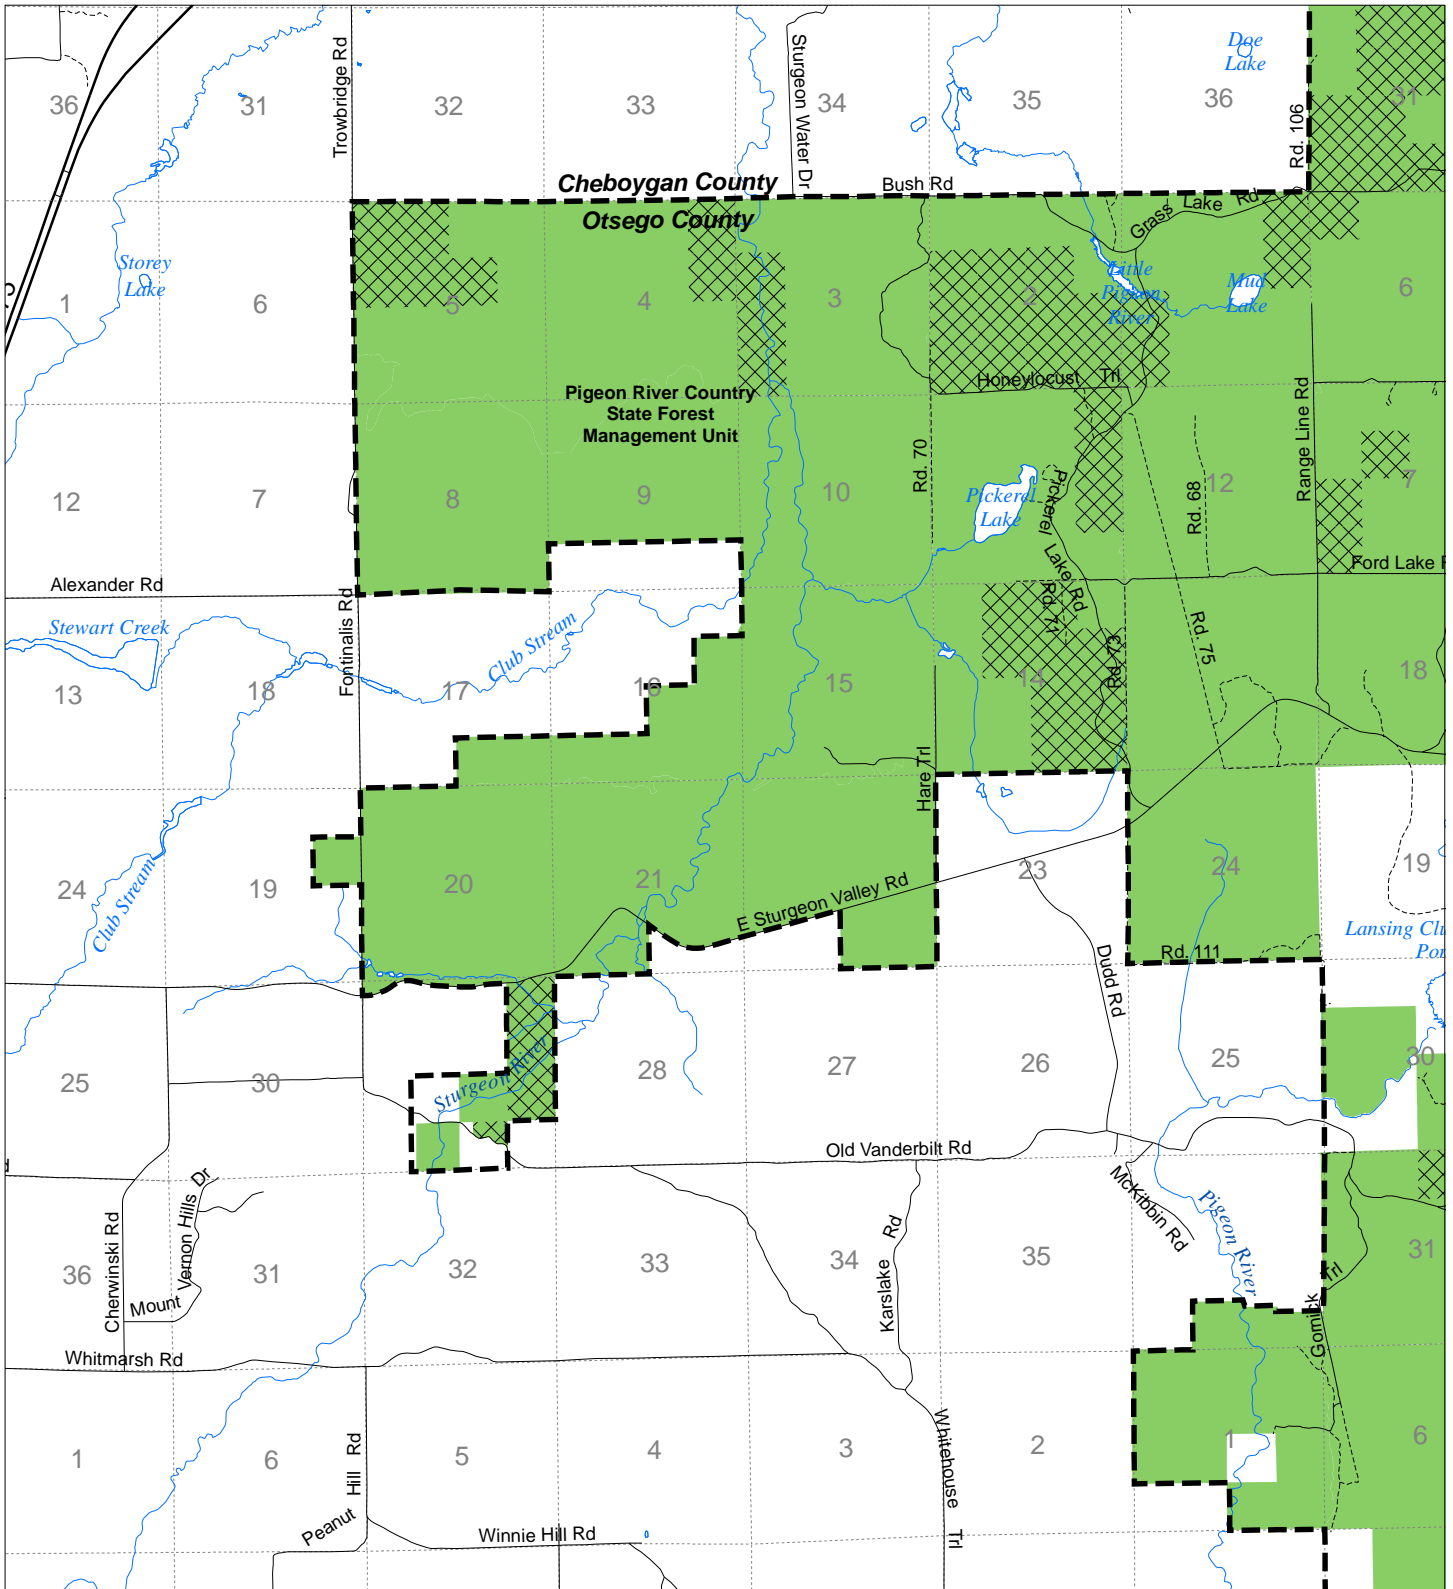 Doe
Lake
36
31
32
33
34
35
36
31
Trowbridge Rd
Sturgeon Water Dr
Rd. 106
Cheboygan County
Bush Rd
Otsego County
Grass Lake Rd
Storey
Lake
Little
Pigeon
River
Mud
Lake
1
6
5
4
3
2
6
Honeylocust Trl
Pigeon River Country
State Forest
Management Unit
Range Line Rd
Rd. 70
Pickerel
Lake
Pickerel Lake Rd
Rd. 68
12
7
8
9
10
12
7
Alexander Rd
Ford Lake R
Fontinalis Rd
Stewart Creek
Club Stream
Rd. 71
Rd. 73
Rd. 75
13
18
17
16
15
14
18
Hare Trl
24
19
20
21
23
24
19
Club Stream
E Sturgeon Valley Rd
Lansing Clu
Pon
Rd. 111
Dudd Rd
25
30
28
27
26
25
30
Sturgeon River
Old Vanderbilt Rd
McKibbin Rd
Pigeon River
Cherwinski Rd
Mount Vernon Hills Dr
Karslake Rd
36
31
32
33
34
35
31
Gornick Trl
Whitmarsh Rd
Whitehouse Trl
1
6
5
4
3
2
1
6
Peanut Hill Rd
Winnie Hill Rd